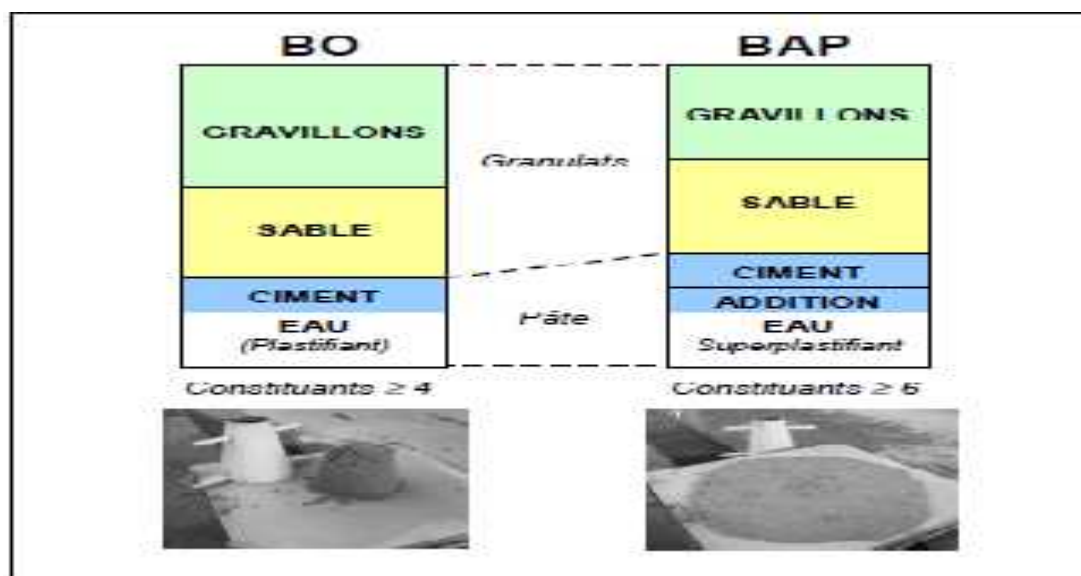 BO
BAP
GRAVILLONS
GRAVILLONS
Granulats
SABLE
SABLE
CIMENT
CIMENT
ADDITION
Pâte
EAU
(Plastifiant)
EAU
Superplastifiant
Constituants ≥ 4
Constituants ≥ 6